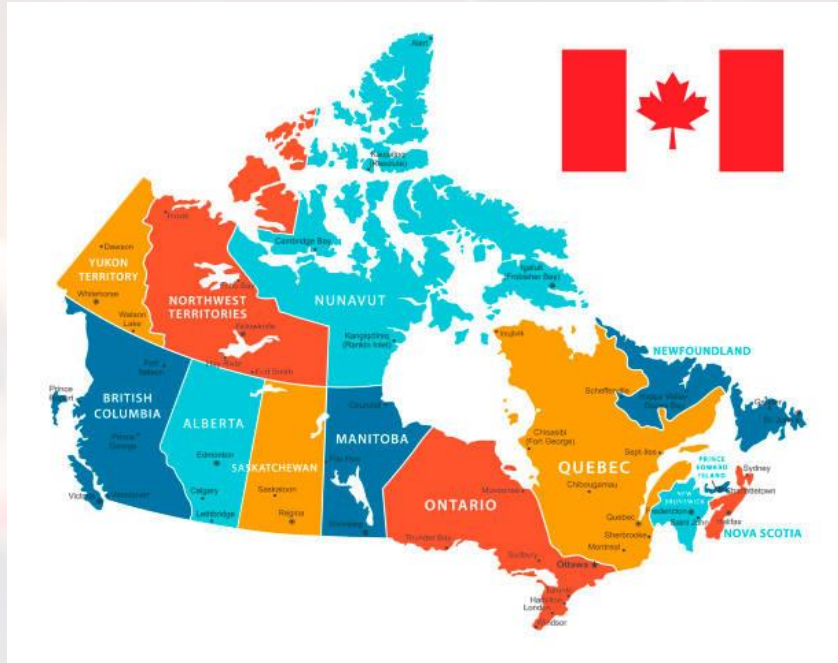 Alert
Dawson
YUKON
TERRITORY
Whitehorse
Watson
Lake
Inuvik
NORTHWEST
TERRITORIES
Yellowknife
Hay River
Fort Smith
Cambridge Bay
NUNAVUT
Kangiqtiniq
(Rankin Inlet)
Iqaluit
(Frobisher Bay)
Prince
Rupert
BRITISH
COLUMBIA
Fort
Nelson
Prince
George
Victoria
Vancouver
ALBERTA
Edmonton
Calgary
Lethbridge
SASKATCHEWAN
Saskatoon
Regina
MANITOBA
Churchill
Winnipeg
ONTARIO
Moosonee
Thunder Bay
Sudbury
Ottawa
Toronto
Hamilton
London
Windsor
QUEBEC
Chisasibi
(Fort George)
Chibougamau
Sept-Iles
Schefferville
Quebec
Sherbrooke
Montreal
NEWFOUNDLAND
Gander
PRINCE
EDWARD
ISLAND
Charlottetown
NEW
BRUNSWICK
Fredericton
Saint John
Sydney
Halifax
NOVA SCOTIA